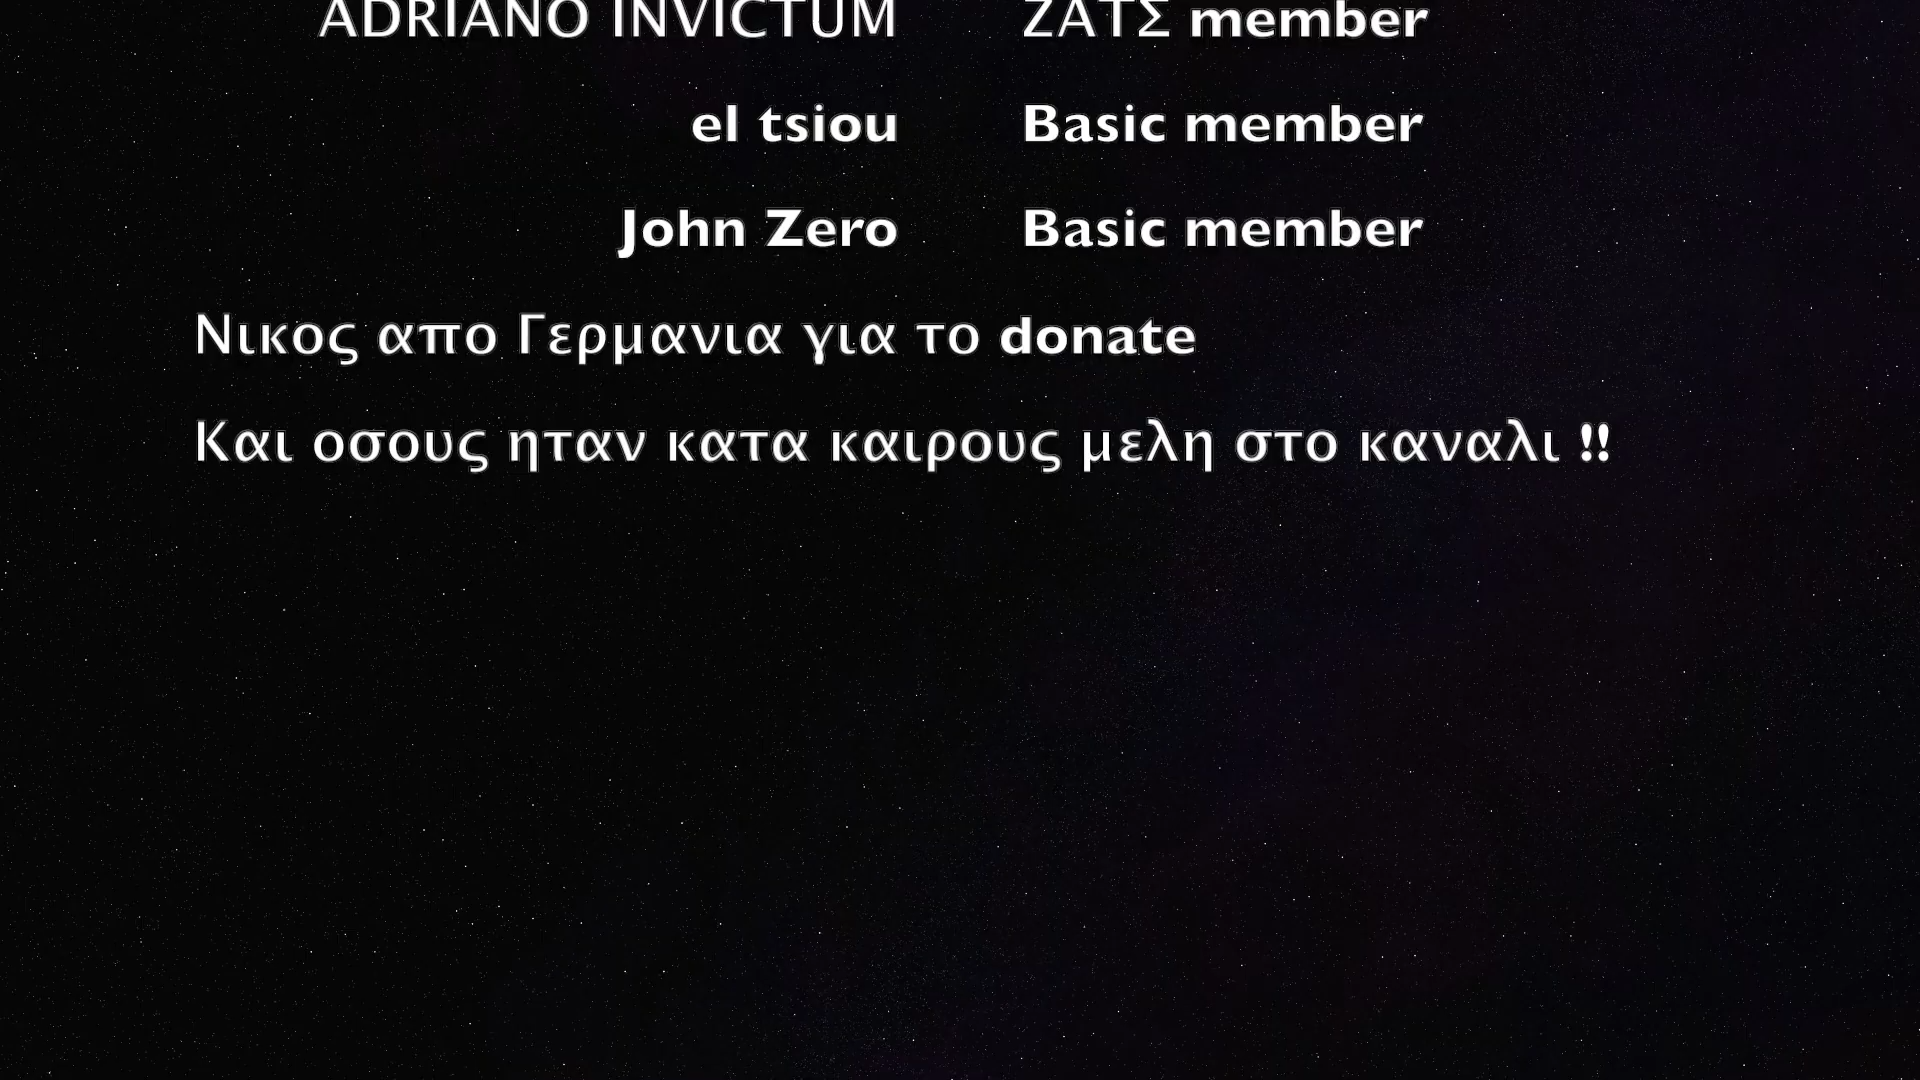 ADRIANO INVICTUM ΖΑΤΣ member
el tsiou Basic member
John Zero Basic member
Νικος απο Γερμανια για το donate
Και οσους ηταν κατα καιρους μελη στο καναλι !!